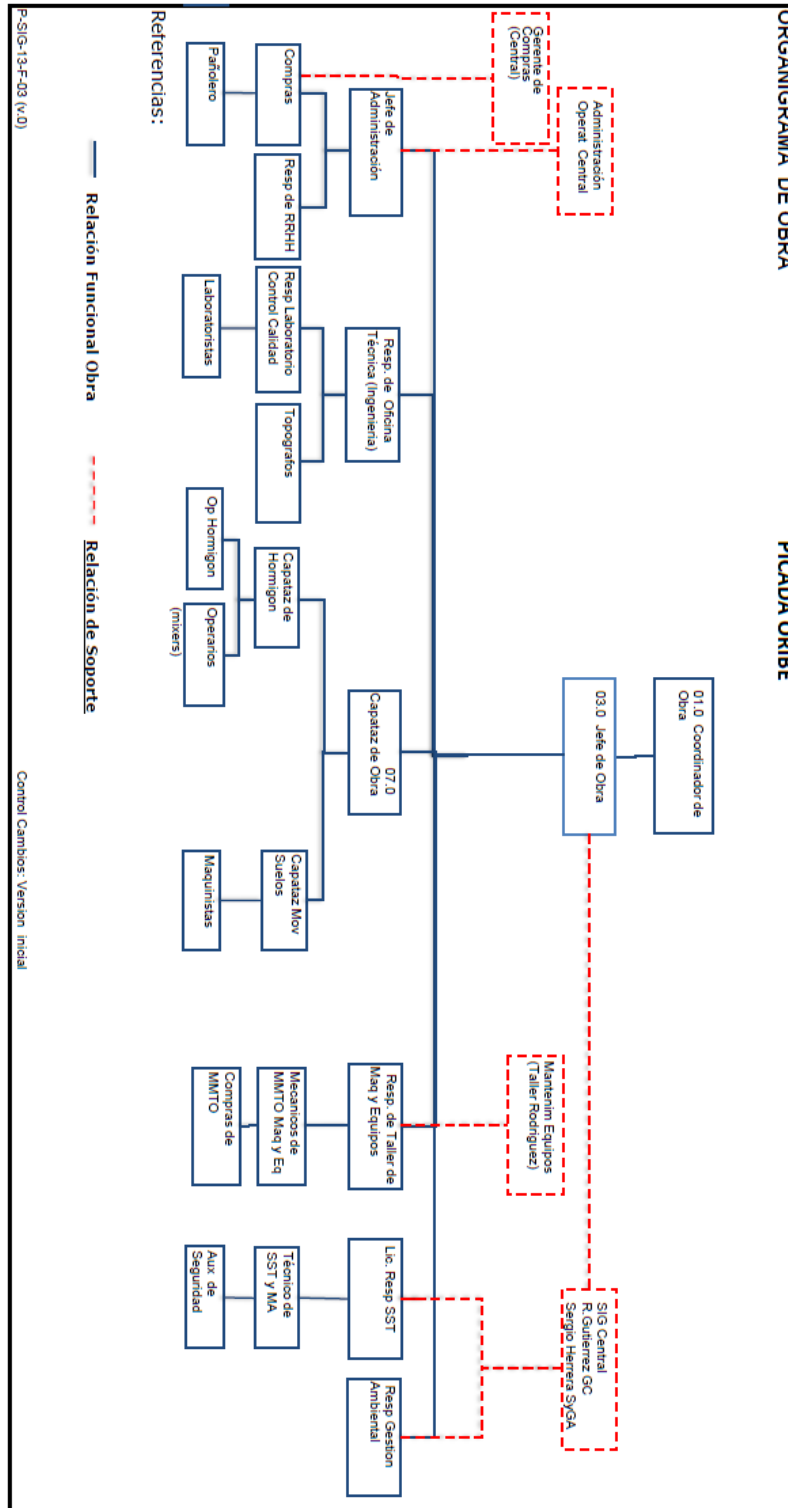 ORGANIGRAMA DE OBRA
PICADA URIBE
Administración
Operat Central
Gerente de
Compras
(Central)
01.0 Coordinador de
Obra
03.0 Jefe de Obra
SIG Central
R.Gutierrez GC
Sergio Herrera SyGA
Mantenim Equipos
(Taller Rodriguez)
Jefe de
Administración
Resp. de Oficina
Técnica (Ingenieria)
07.0
Capataz de Obra
Resp. de Taller de
Maq y Equipos
Lic. Resp SST
Resp Gestion
Ambiental
Compras
Resp de RRHH
Resp Laboratorio
Control Calidad
Topografos
Capataz de
Hormigon
Capataz Mov
Suelos
Mecanicos de
MMTO Maq y Eq
Técnico de
SST y MA
Pañolero
Laboratoristas
Op Hormigon
Operarios
(mixers)
Maquinistas
Compras de
MMTO
Aux de
Seguridad
Referencias:
Relación Funcional Obra
Relación de Soporte
P-SIG-13-F-03 (v.0)
Control Cambios: Version inicial